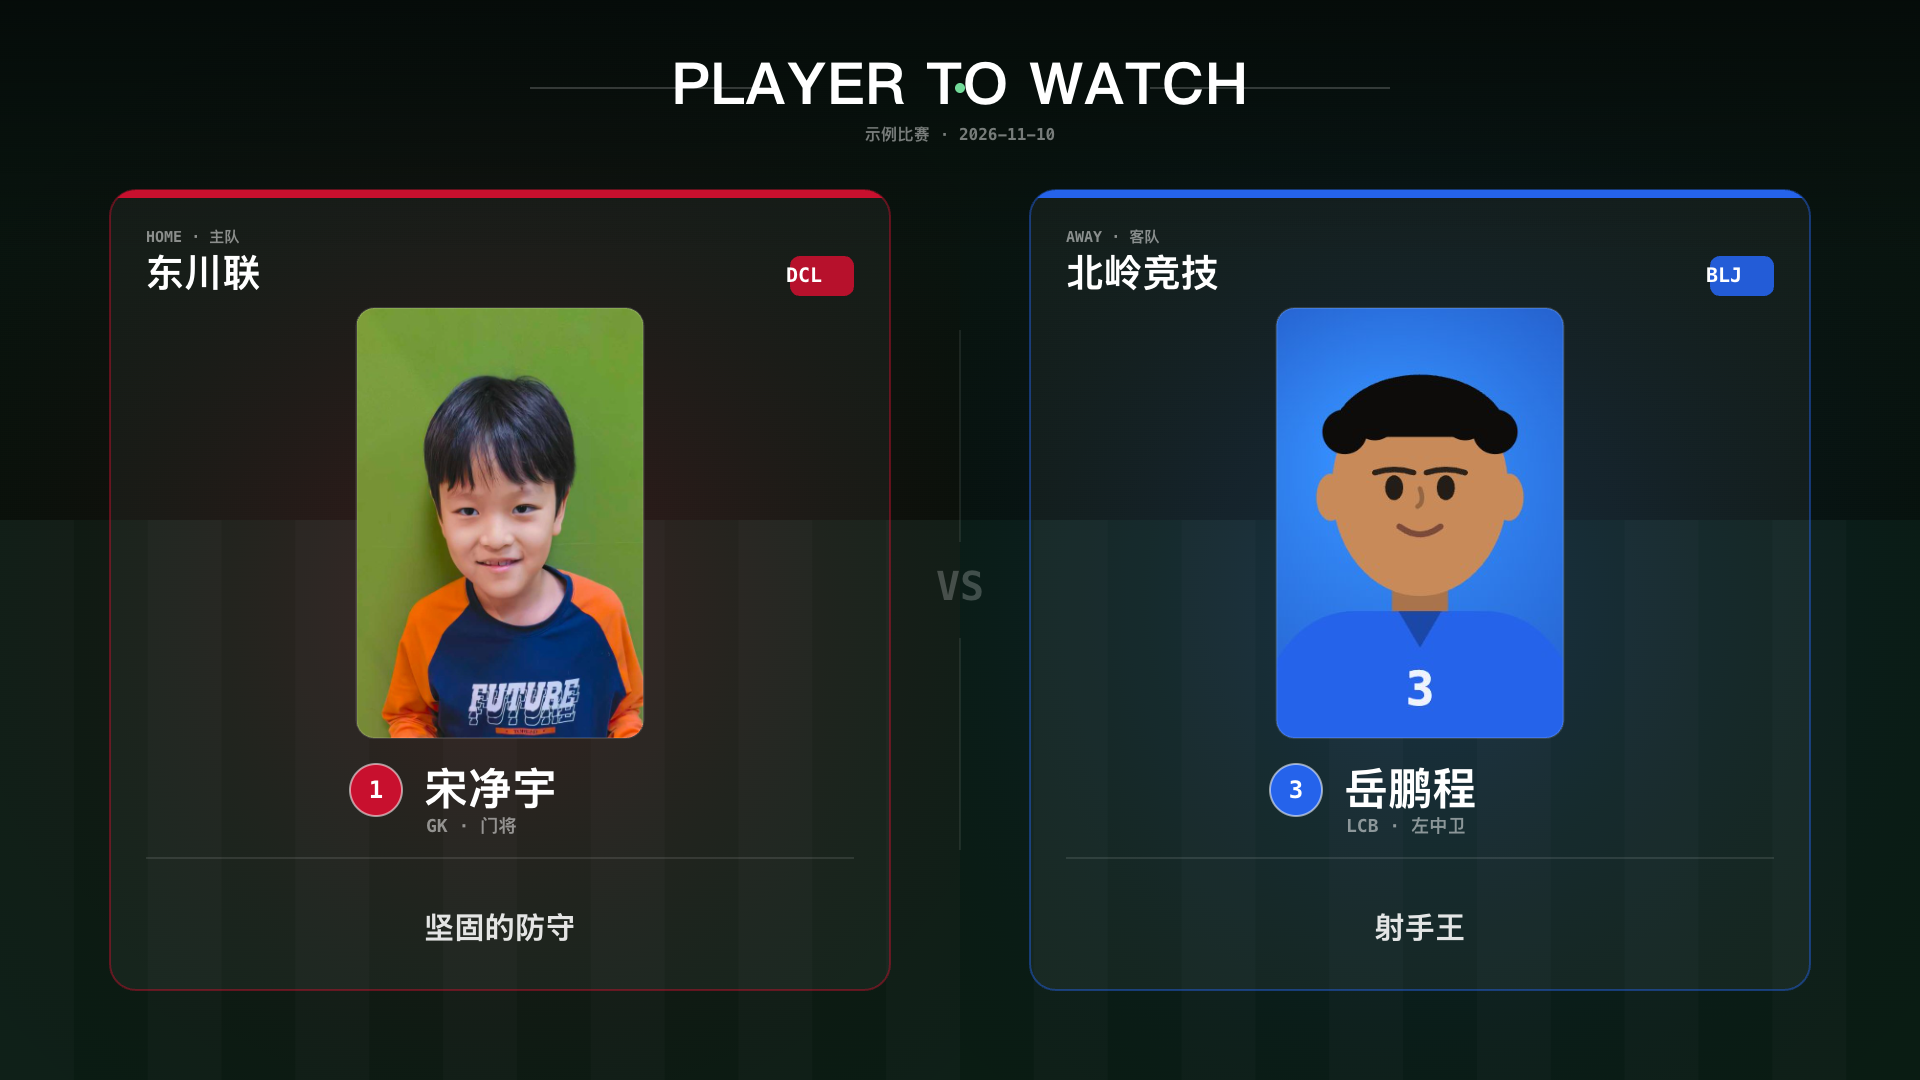 PLAYER TO WATCH
示例比赛 · 2026-11-10
HOME · 主队
东川联
DCL
FUTURE
1
宋净宇
GK · 门将
坚固的防守
VS
AWAY · 客队
北岭竞技
BLJ
3
3
岳鹏程
LCB · 左中卫
射手王